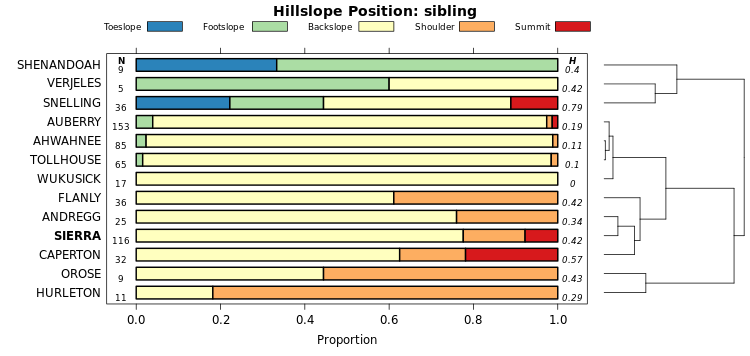 Hillslope Position: sibling
Toeslope Footslope Backslope Shoulder Summit
N H
SHENANDOAH 9 0.4
VERJELES 5 0.42
SNELLING 36 0.79
AUBERRY 153 0.19
AHWAHNEE 85 0.11
TOLLHOUSE 65 0.1
WUKUSICK 17 0
FLANLY 36 0.42
ANDREGG 25 0.34
SIERRA 116 0.42
CAPERTON 32 0.57
OROSE 9 0.43
HURLETON 11 0.29
0.0 0.2 0.4 0.6 0.8 1.0
Proportion